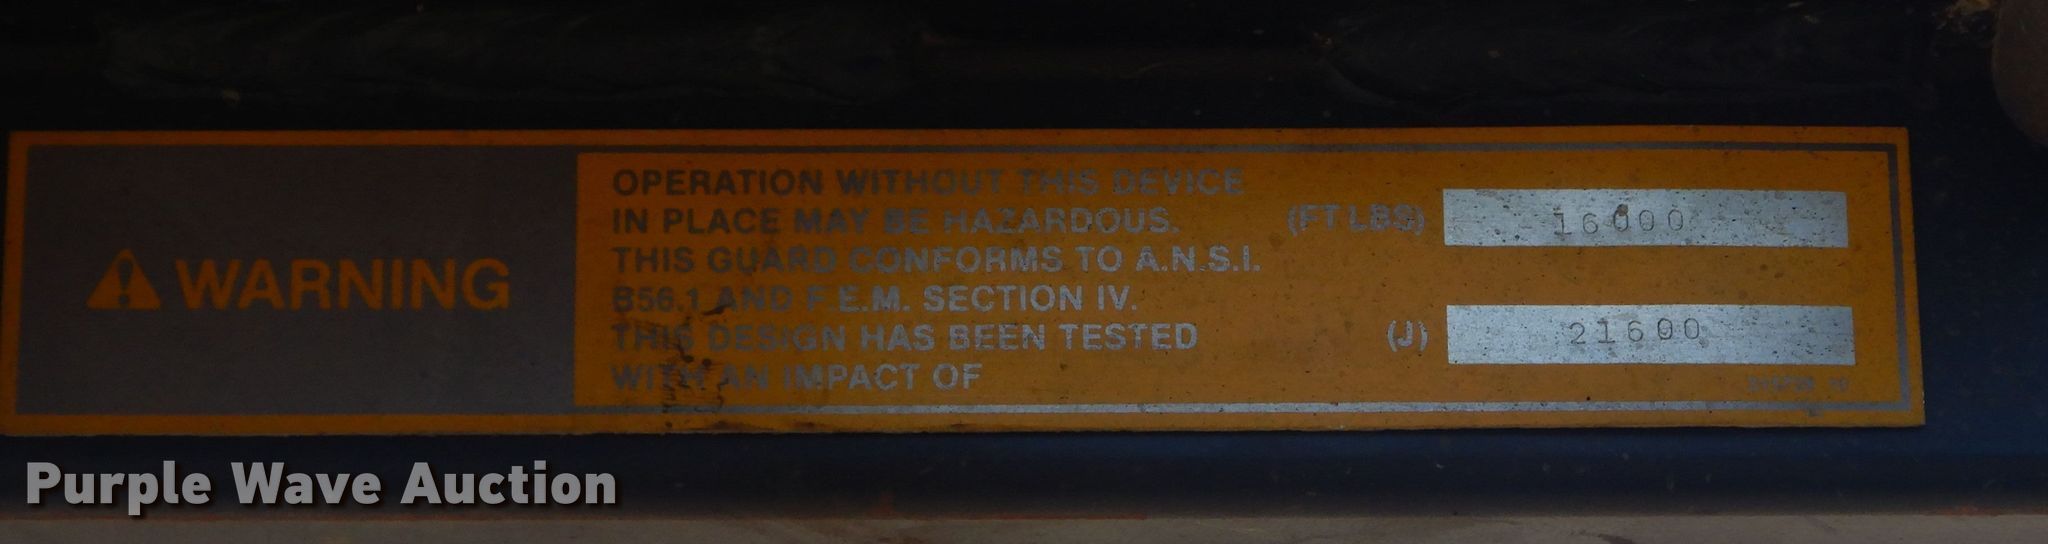 WARNING
OPERATION WITHOUT THIS DEVICE
IN PLACE MAY BE HAZARDOUS.
THIS GUARD CONFORMS TO A.N.S.I.
B56.1 AND F.E.M. SECTION IV.
THIS DESIGN HAS BEEN TESTED
WITH AN IMPACT OF
(FT LBS) 16000
(J) 21600
Purple Wave Auction